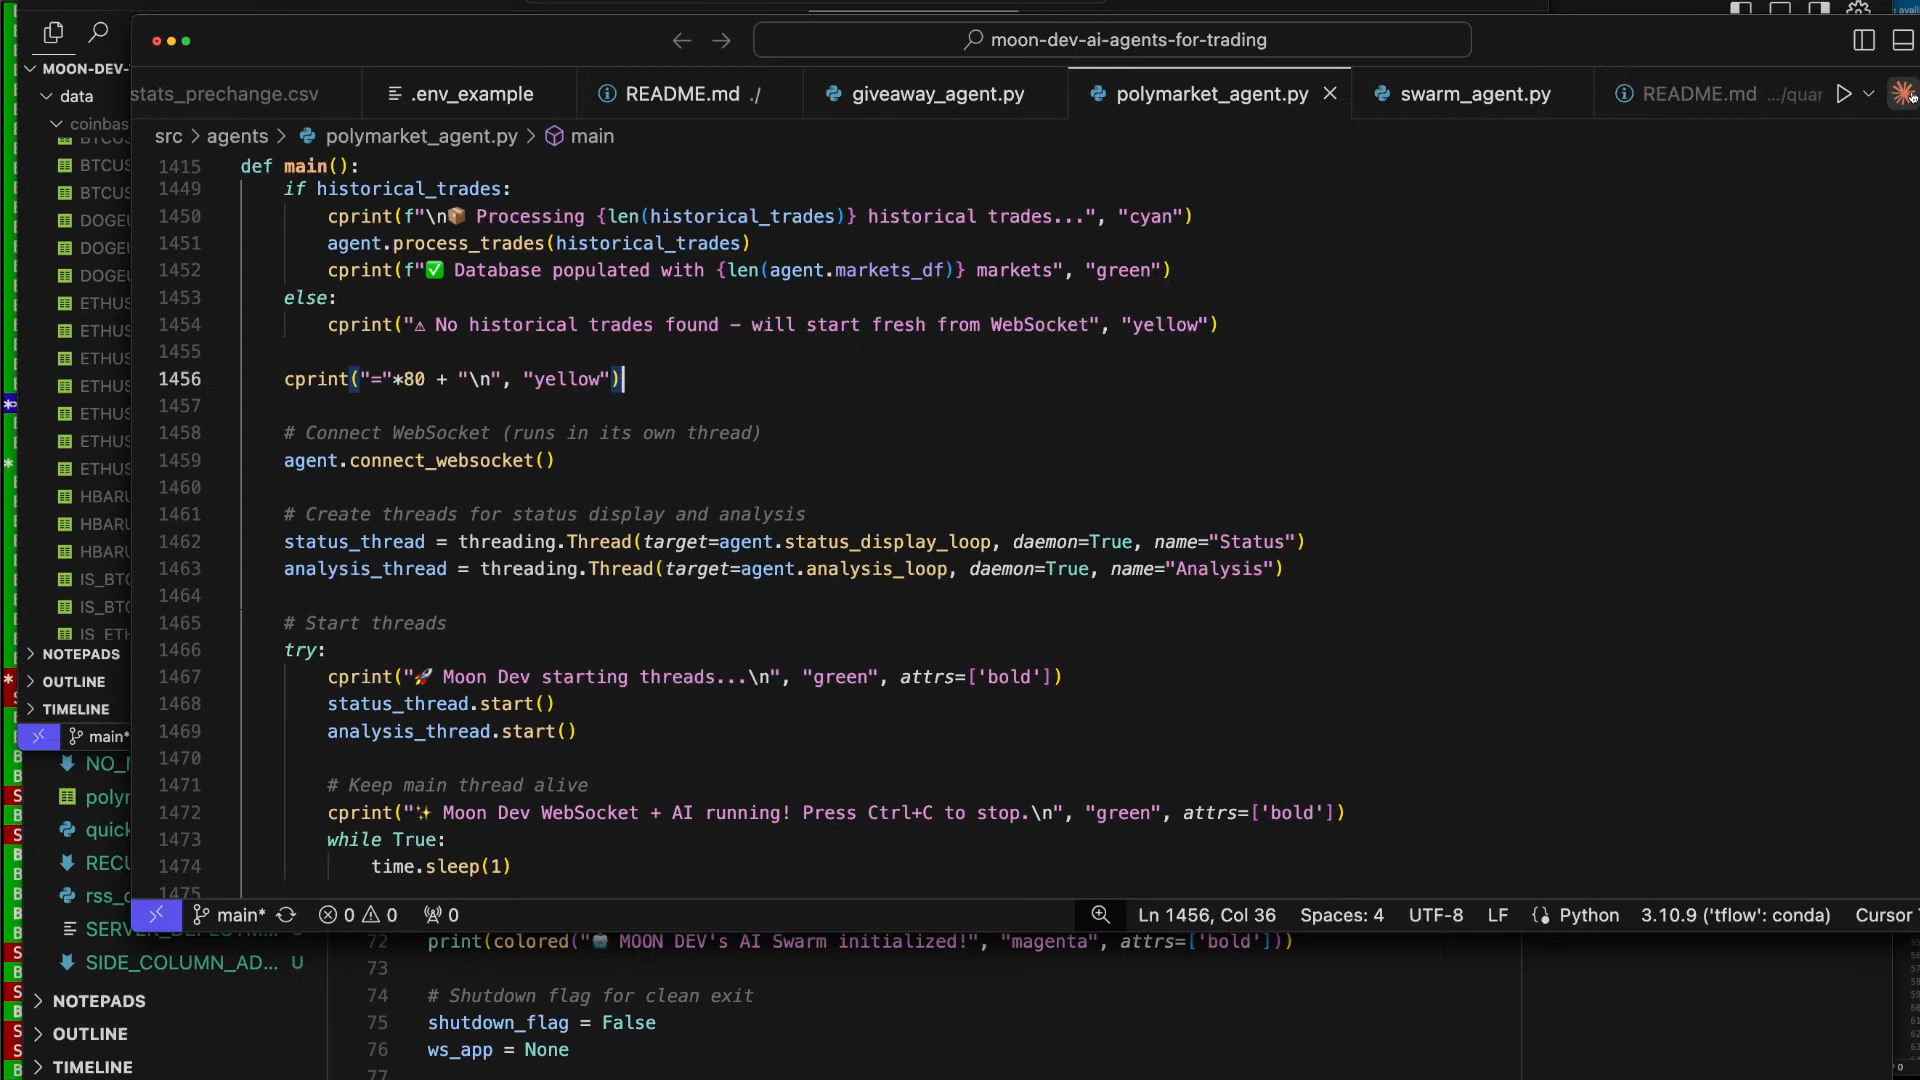 moon-dev-ai-agents-for-trading
MOON-DEV-
data
coinbas
BTCUS
BTCUS
BTCUS
DOGEU
DOGEU
DOGEU
ETHUS
ETHUS
ETHUS
ETHUS
ETHUS
ETHUS
ETHUS
HBARU
HBARU
HBARU
IS_BTC
IS_BTC
IS_ETH
NOTEPADS
OUTLINE
TIMELINE
main*
stats_prechange.csv
.env_example
README.md ./
giveaway_agent.py
polymarket_agent.py
swarm_agent.py
README.md .../quar
src > agents > polymarket_agent.py > main
1415 def main():
1449 if historical_trades:
1450 cprint(f"\n📦 Processing {len(historical_trades)} historical trades...", "cyan")
1451 agent.process_trades(historical_trades)
1452 cprint(f"✅ Database populated with {len(agent.markets_df)} markets", "green")
1453 else:
1454 cprint("⚠ No historical trades found – will start fresh from WebSocket", "yellow")
1455
1456 cprint("="*80 + "\n", "yellow")
1457
1458 # Connect WebSocket (runs in its own thread)
1459 agent.connect_websocket()
1460
1461 # Create threads for status display and analysis
1462 status_thread = threading.Thread(target=agent.status_display_loop, daemon=True, name="Status")
1463 analysis_thread = threading.Thread(target=agent.analysis_loop, daemon=True, name="Analysis")
1464
1465 # Start threads
1466 try:
1467 cprint("🚀 Moon Dev starting threads...\n", "green", attrs=['bold'])
1468 status_thread.start()
1469 analysis_thread.start()
1470
1471 # Keep main thread alive
1472 cprint("✨ Moon Dev WebSocket + AI running! Press Ctrl+C to stop.\n", "green", attrs=['bold'])
1473 while True:
1474 time.sleep(1)
1475
main* 0 0 0
Ln 1456, Col 36 Spaces: 4 UTF-8 LF Python 3.10.9 ('tflow': conda) Cursor
polyr
quick
RECU
rss_
SIDE_COLUMN_AD... U
NOTEPADS
OUTLINE
TIMELINE
72 print(colored("🤖 MOON DEV's AI Swarm initialized!", "magenta", attrs=['bold']))
73
74 # Shutdown flag for clean exit
75 shutdown_flag = False
76 ws_app = None
77